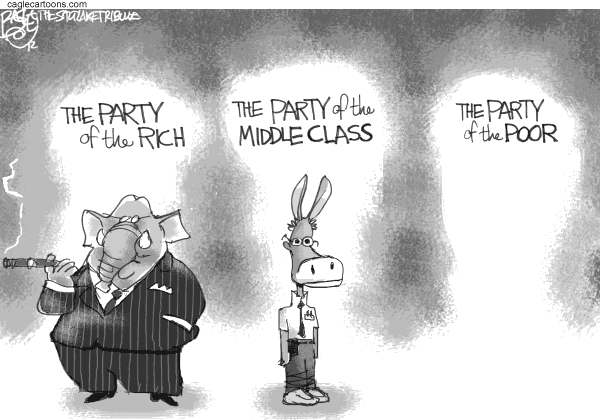 caglecartoons.com
THE PARTY
of the RICH
THE PARTY of the
MIDDLE CLASS
THE PARTY
of the POOR